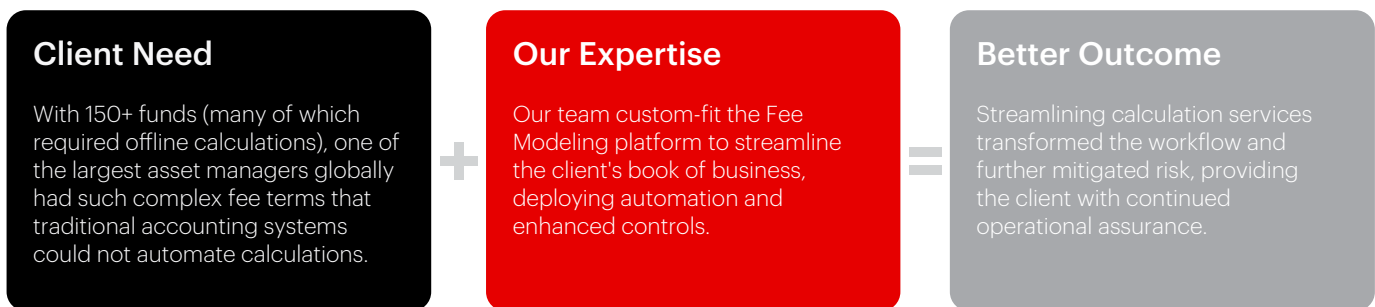 Client Need
With 150+ funds (many of which
required offline calculations), one of
the largest asset managers globally
had such complex fee terms that
traditional accounting systems
could not automate calculations.
+
Our Expertise
Our team custom-fit the Fee
Modeling platform to streamline
the client's book of business,
deploying automation and
enhanced controls.
=
Better Outcome
Streamlining calculation services
transformed the workflow and
further mitigated risk, providing
the client with continued
operational assurance.